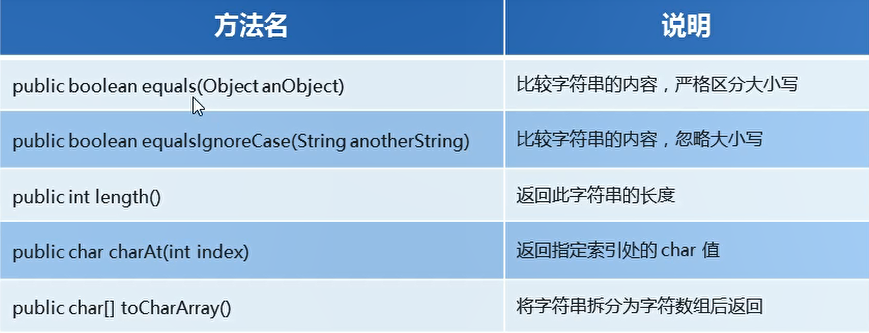 方法名 说明
public boolean equals(Object anObject) 比较字符串的内容，严格区分大小写
public boolean equalsIgnoreCase(String anotherString) 比较字符串的内容，忽略大小写
public int length() 返回此字符串的长度
public char charAt(int index) 返回指定索引处的 char 值
public char[] toCharArray() 将字符串拆分为字符数组后返回